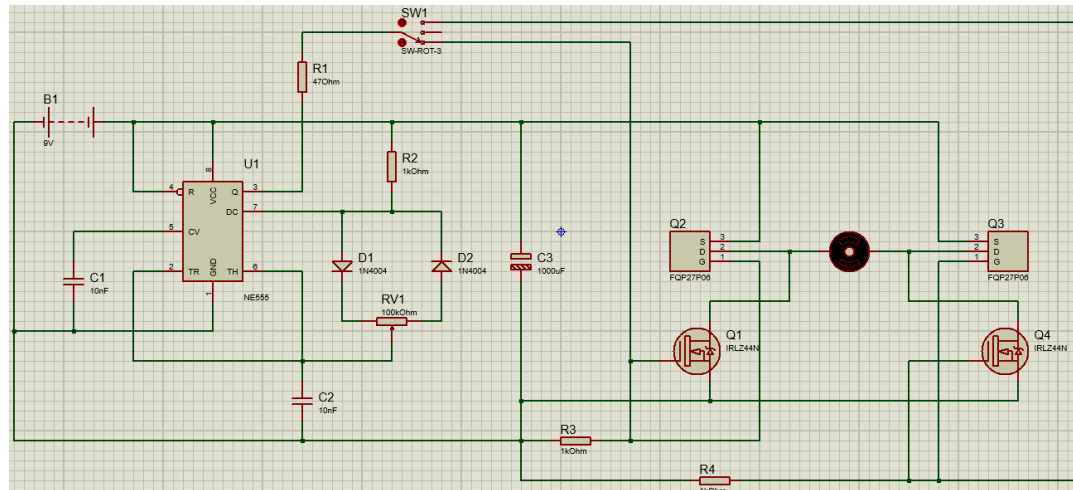 SW1
SW-ROT-3
R1
47Ohm
B1
9V
U1
8
VCC
4 R Q 3
DC 7
5 CV
2 TR GND TH 6
1
NE555
R2
1kOhm
C1
10nF
D1
1N4004
D2
1N4004
RV1
100kOhm
C2
10nF
C3
1000uF
Q2
S 3
D 2
G 1
FQP27P06
Q3
3 S
2 D
1 G
FQP27P06
Q1
IRLZ44N
Q4
IRLZ44N
R3
1kOhm
R4
1kOhm